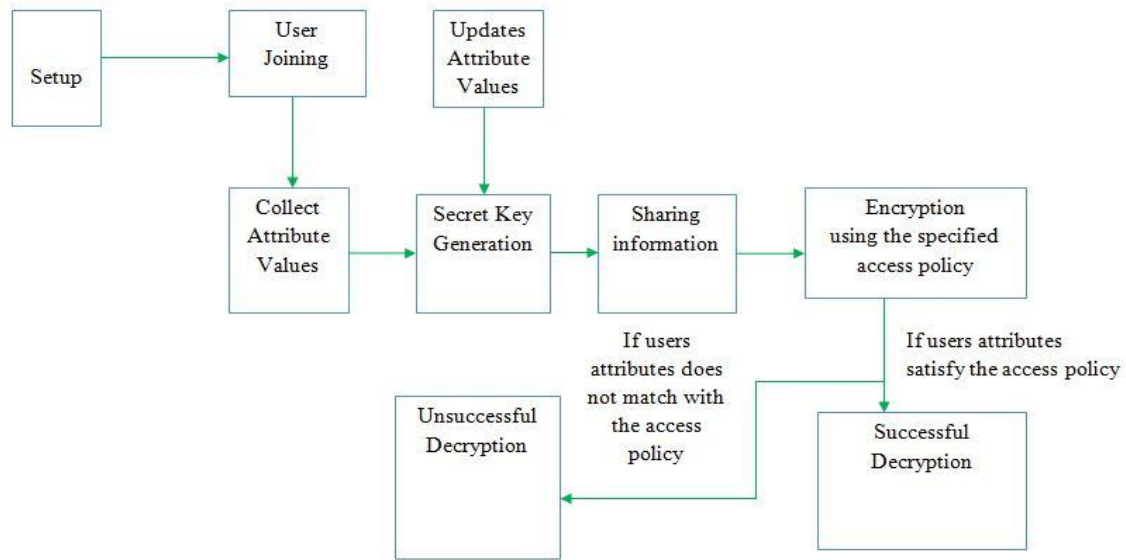 Setup
User
Joining
Updates
Attribute
Values
Collect
Attribute
Values
Secret Key
Generation
Sharing
information
Encryption
using the specified
access policy
If users
attributes does
not match with
the access
policy
If users attributes
satisfy the access policy
Unsuccessful
Decryption
Successful
Decryption